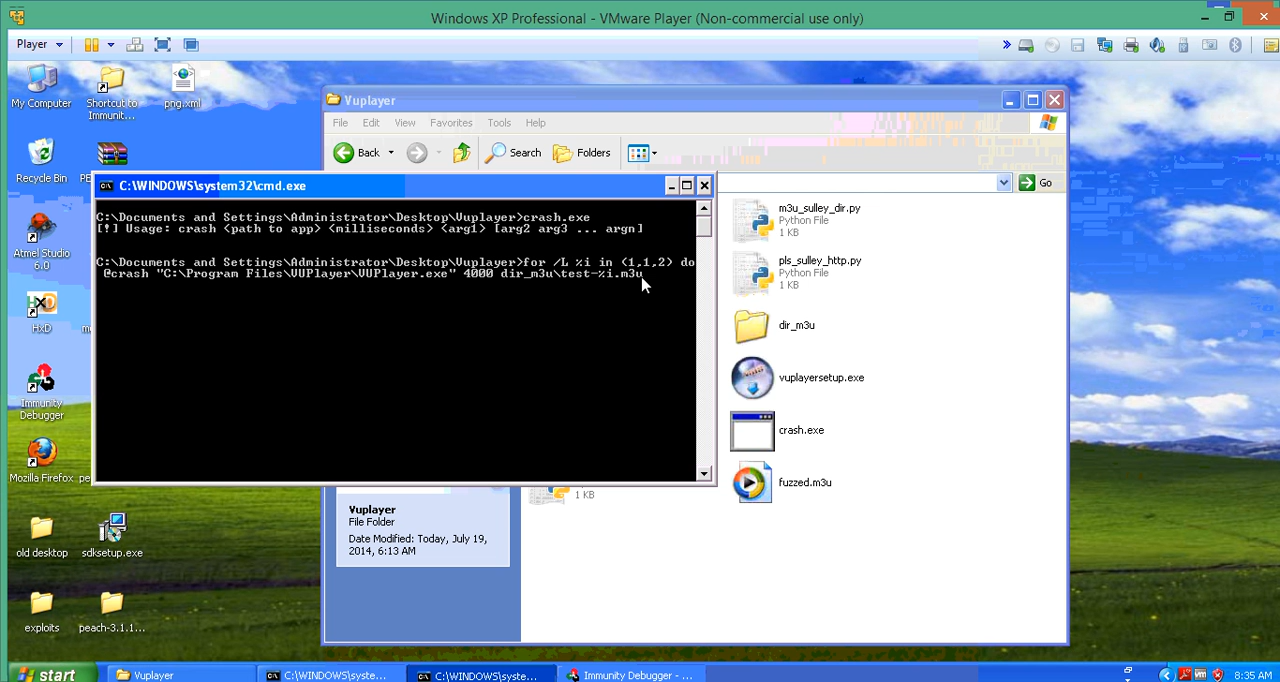 Windows XP Professional - VMware Player (Non-commercial use only)
Player
My Computer
Shortcut to Immunit...
png.xml
Recycle Bin
Atmel Studio 6.0
HxD
Immunity Debugger
Mozilla Firefox
old desktop
sdksetup.exe
exploits
peach-3.1.1...
Vuplayer
File Edit View Favorites Tools Help
Back
Search
Folders
Go
C:\WINDOWS\system32\cmd.exe
C:\Documents and Settings\Administrator\Desktop\Vuplayer>crash.exe
[!] Usage: crash <path to app> <milliseconds> <arg1> [arg2 arg3 ... argn]
C:\Documents and Settings\Administrator\Desktop\Vuplayer>for /L %i in (1,1,2) do
@crash "C:\Program Files\VUPlayer\VUPlayer.exe" 4000 dir_m3u\test-%i.m3u
m3u_sulley_dir.py
Python File
1 KB
pls_sulley_http.py
Python File
1 KB
dir_m3u
vuplayersetup.exe
crash.exe
fuzzed.m3u
1 KB
Vuplayer
File Folder
Date Modified: Today, July 19,
2014, 6:13 AM
start
Vuplayer
C:\WINDOWS\syste...
C:\WINDOWS\syste...
Immunity Debugger - ...
8:35 AM